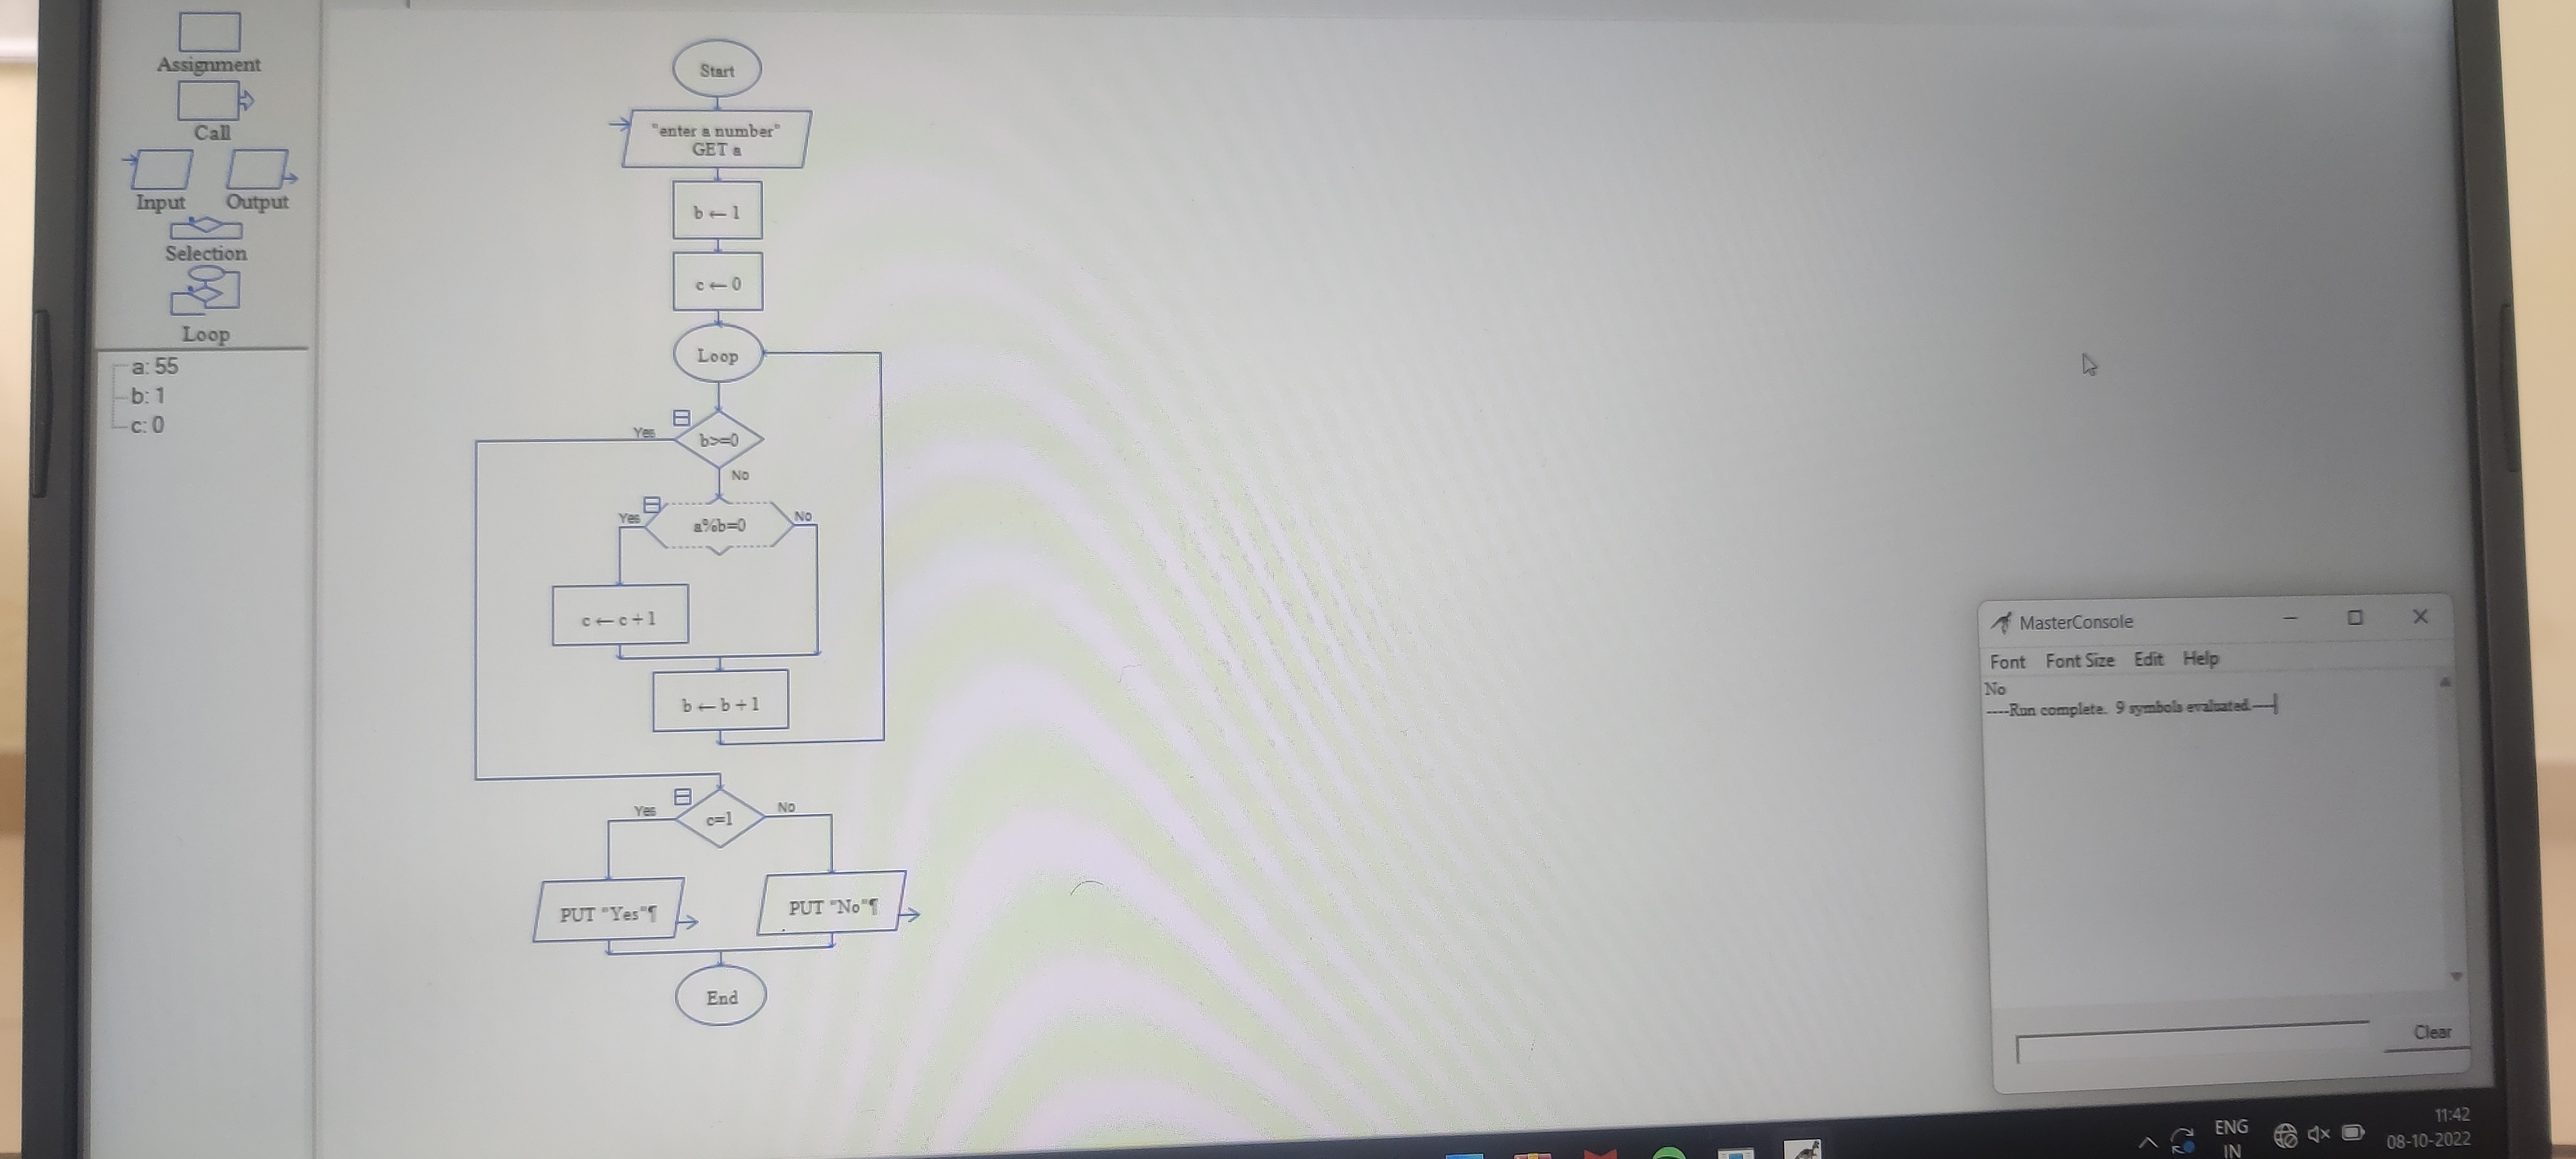 Assignment
Call
Input Output
Selection
Loop
a: 55
b: 1
c: 0
Start
"enter a number"
GET a
b ← 1
c ← 0
Loop
b>=0
Yes
No
a%b=0
Yes
No
c ← c + 1
b ← b + 1
c=1
Yes
No
PUT "Yes"¶
PUT "No"¶
End
MasterConsole
Font Font Size Edit Help
No
----Run complete. 9 symbols evaluated.----
Clear
ENG
IN
11:42
08-10-2022